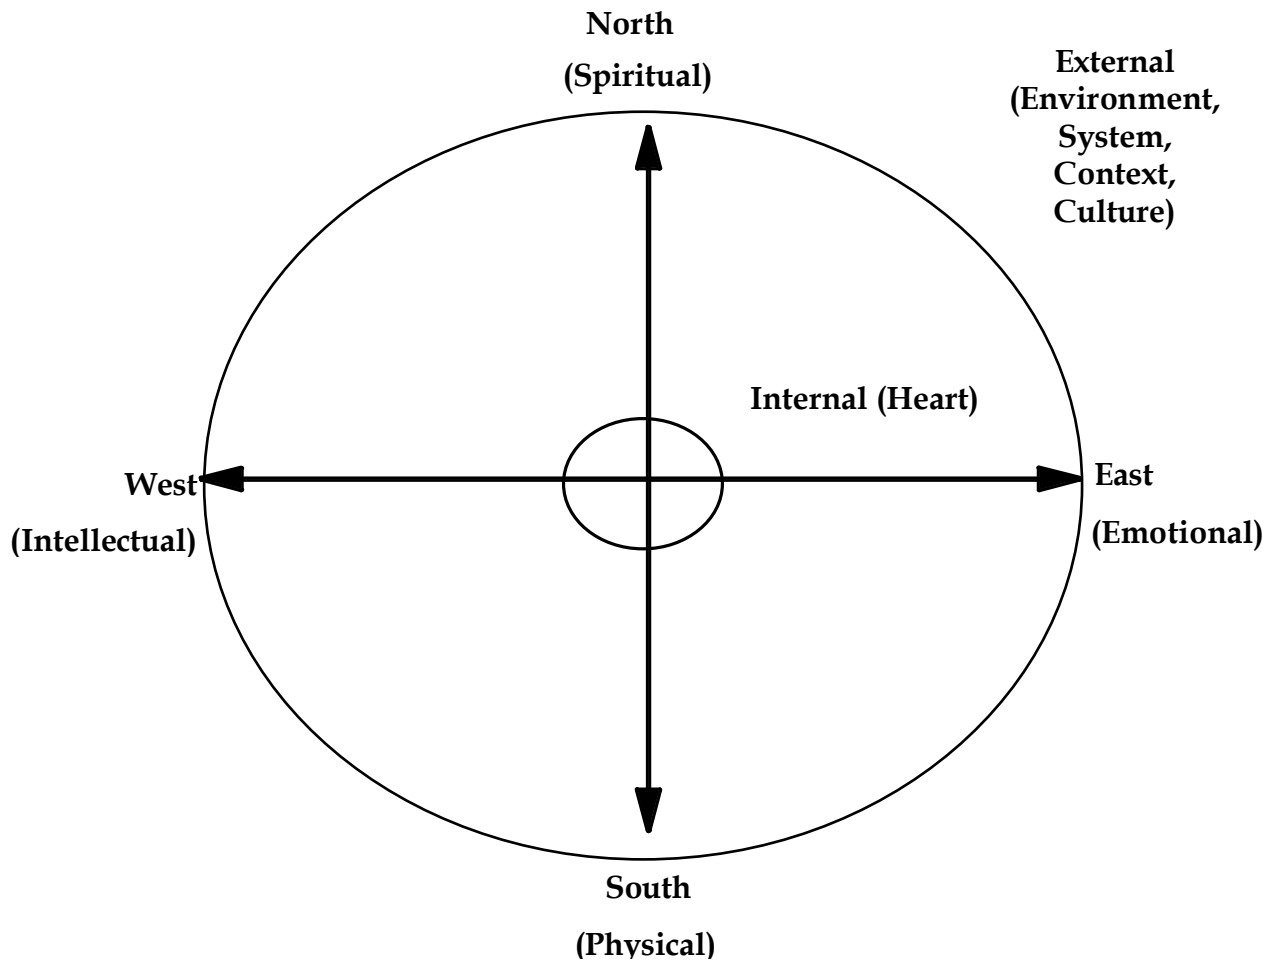 North
(Spiritual)
External
(Environment,
System,
Context,
Culture)
Internal (Heart)
West
(Intellectual)
East
(Emotional)
South
(Physical)